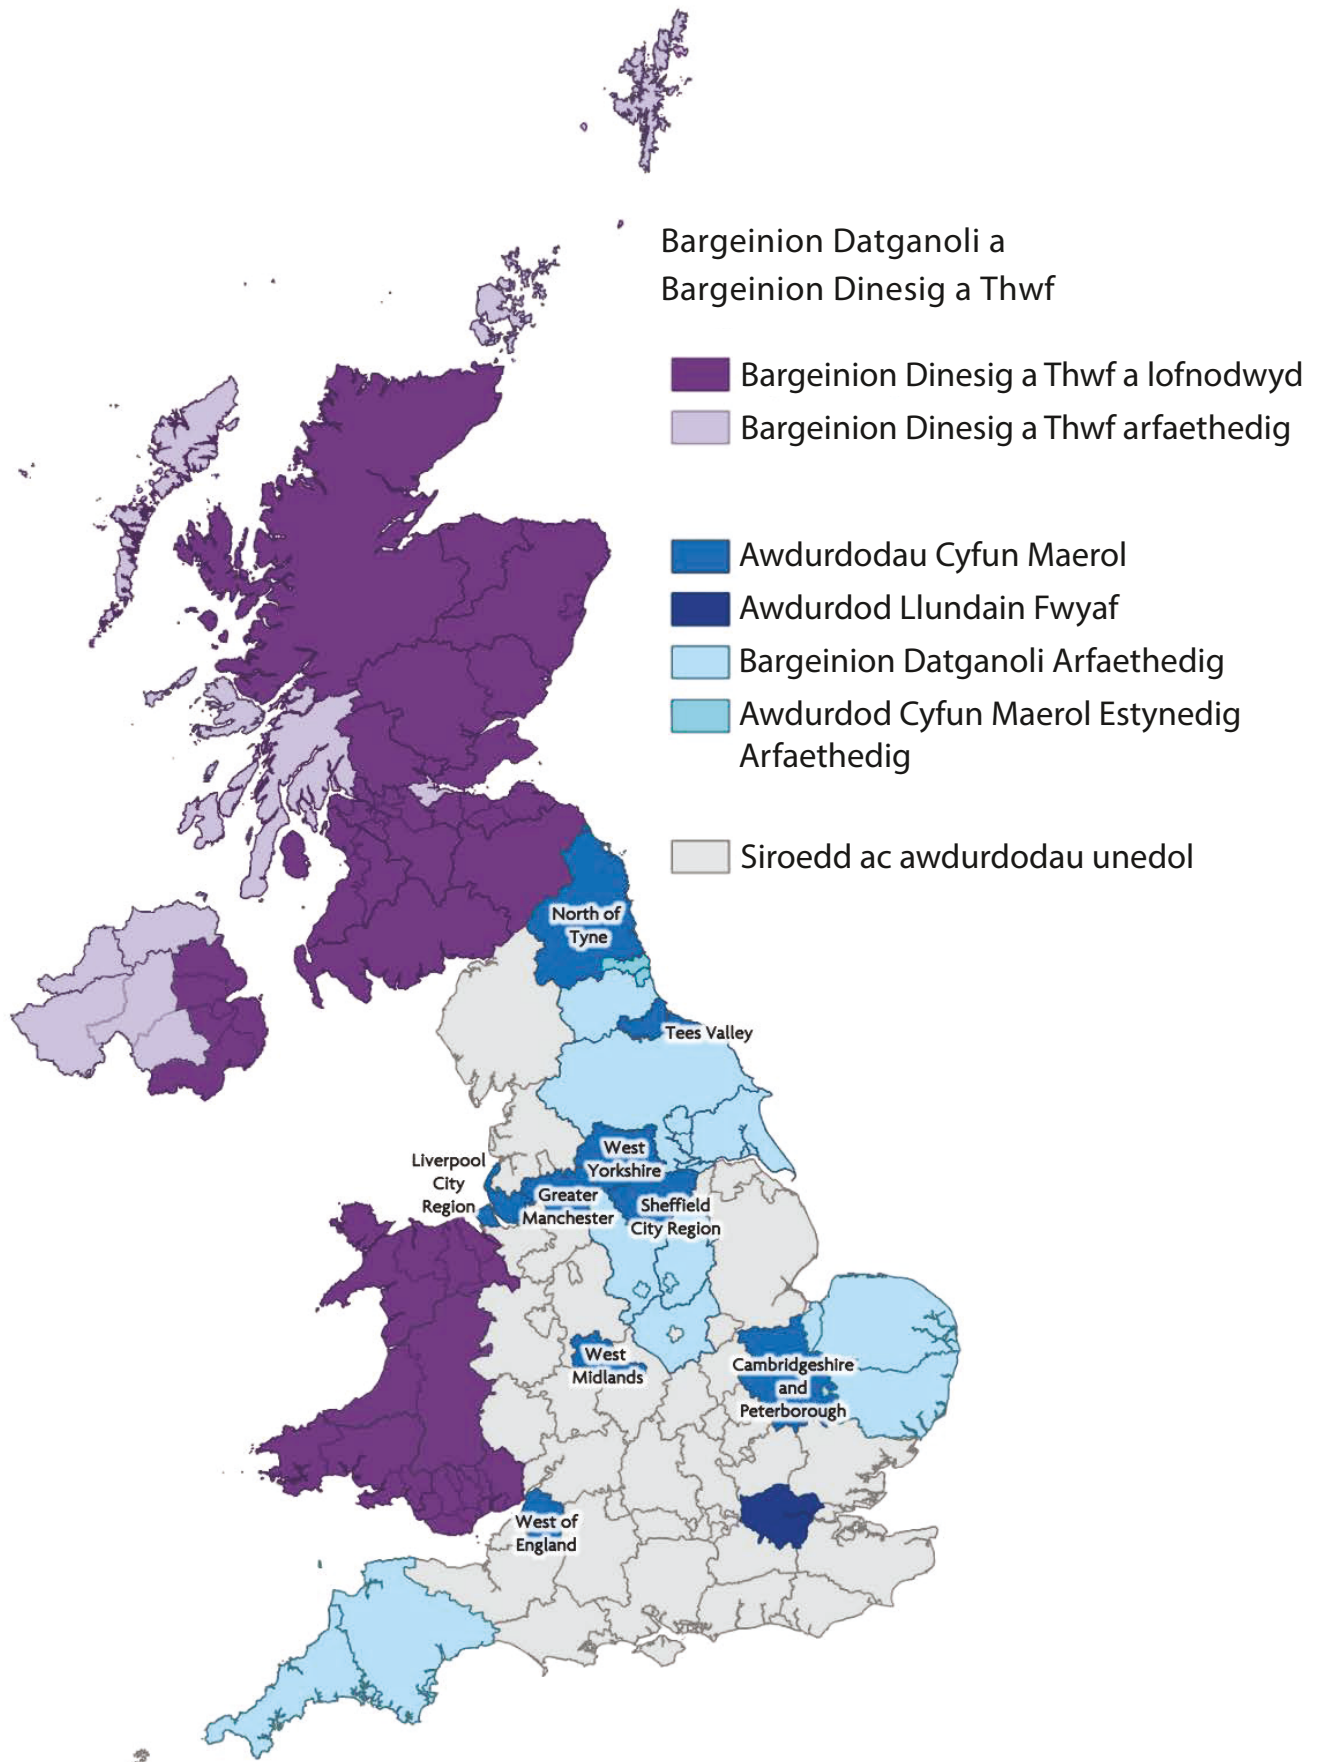 Bargeinion Datganoli a
Bargeinion Dinesig a Thwf
Bargeinion Dinesig a Thwf a lofnodwyd
Bargeinion Dinesig a Thwf arfaethedig
Awdurdodau Cyfun Maerol
Awdurdod Llundain Fwyaf
Bargeinion Datganoli Arfaethedig
Awdurdod Cyfun Maerol Estynedig
Arfaethedig
Siroedd ac awdurdodau unedol
North of
Tyne
Tees Valley
West
Yorkshire
Liverpool
City
Region
Greater
Manchester
Sheffield
City Region
West
Midlands
Cambridgeshire
and
Peterborough
West of
England